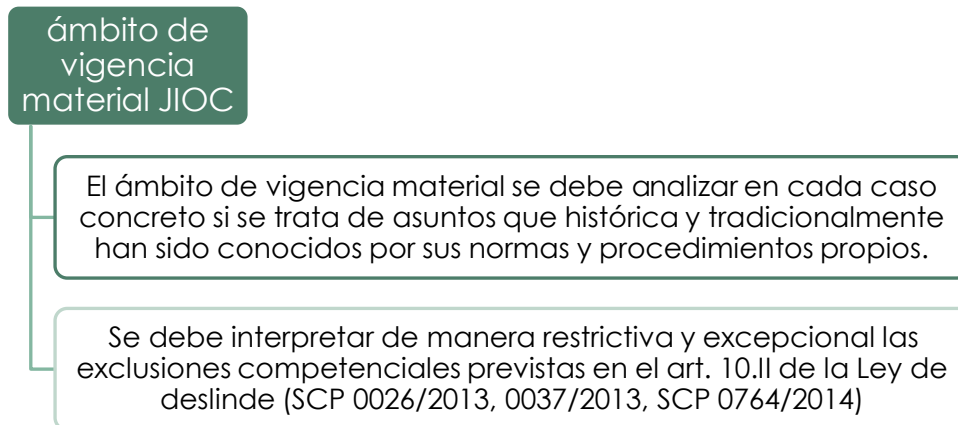 ámbito de
vigencia
material JIOC
El ámbito de vigencia material se debe analizar en cada caso
concreto si se trata de asuntos que histórica y tradicionalmente
han sido conocidos por sus normas y procedimientos propios.
Se debe interpretar de manera restrictiva y excepcional las
exclusiones competenciales previstas en el art. 10.II de la Ley de
deslinde (SCP 0026/2013, 0037/2013, SCP 0764/2014)